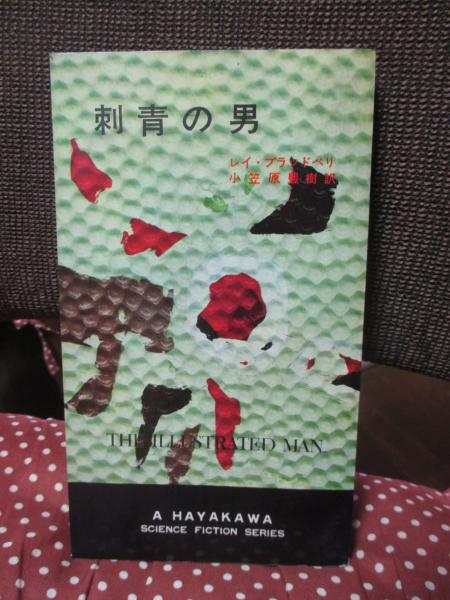 刺青の男
レイ・ブラッドベリ
小笠原豊樹訳
THE ILLUSTRATED MAN
A HAYAKAWA
SCIENCE FICTION SERIES